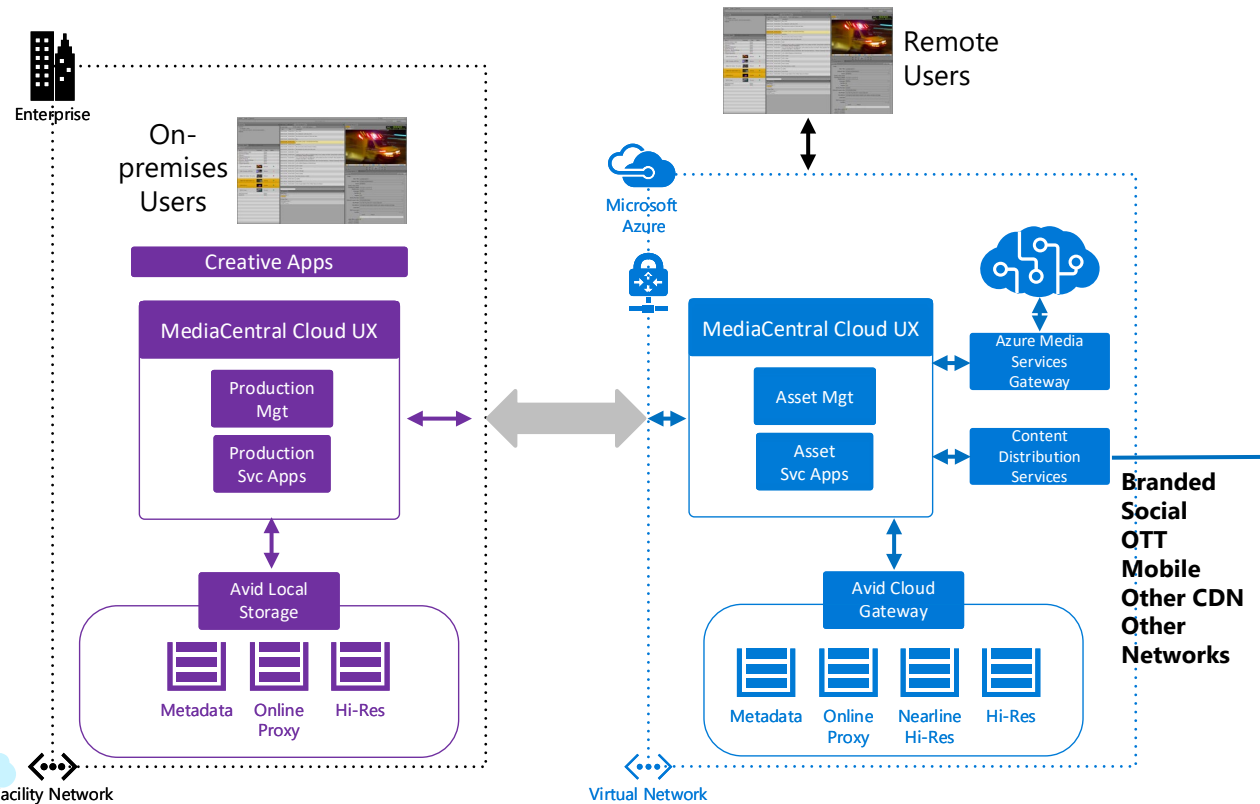 Remote
Users
Enterprise
On-
premises
Users
Microsoft
Azure
Creative Apps
MediaCentral Cloud UX
Production
Mgt
Production
Svc Apps
MediaCentral Cloud UX
Asset Mgt
Asset
Svc Apps
Azure Media
Services
Gateway
Content
Distribution
Services
Branded
Social
OTT
Mobile
Other CDN
Other
Networks
Avid Local
Storage
Metadata
Online
Proxy
Hi-Res
Avid Cloud
Gateway
Metadata
Online
Proxy
Nearline
Hi-Res
Hi-Res
acility Network
Virtual Network